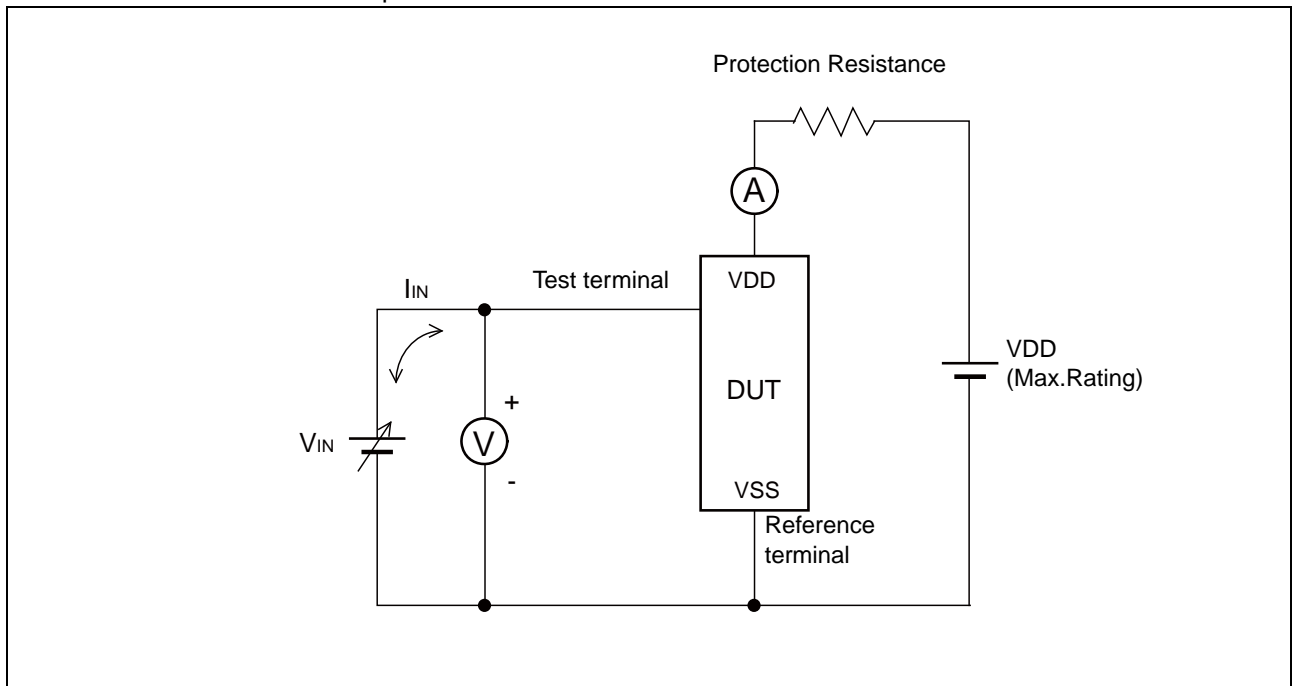 Protection Resistance
A
Test terminal
VDD
IIN
VDD
(Max.Rating)
DUT
+
VIN
V
-
VSS
Reference
terminal